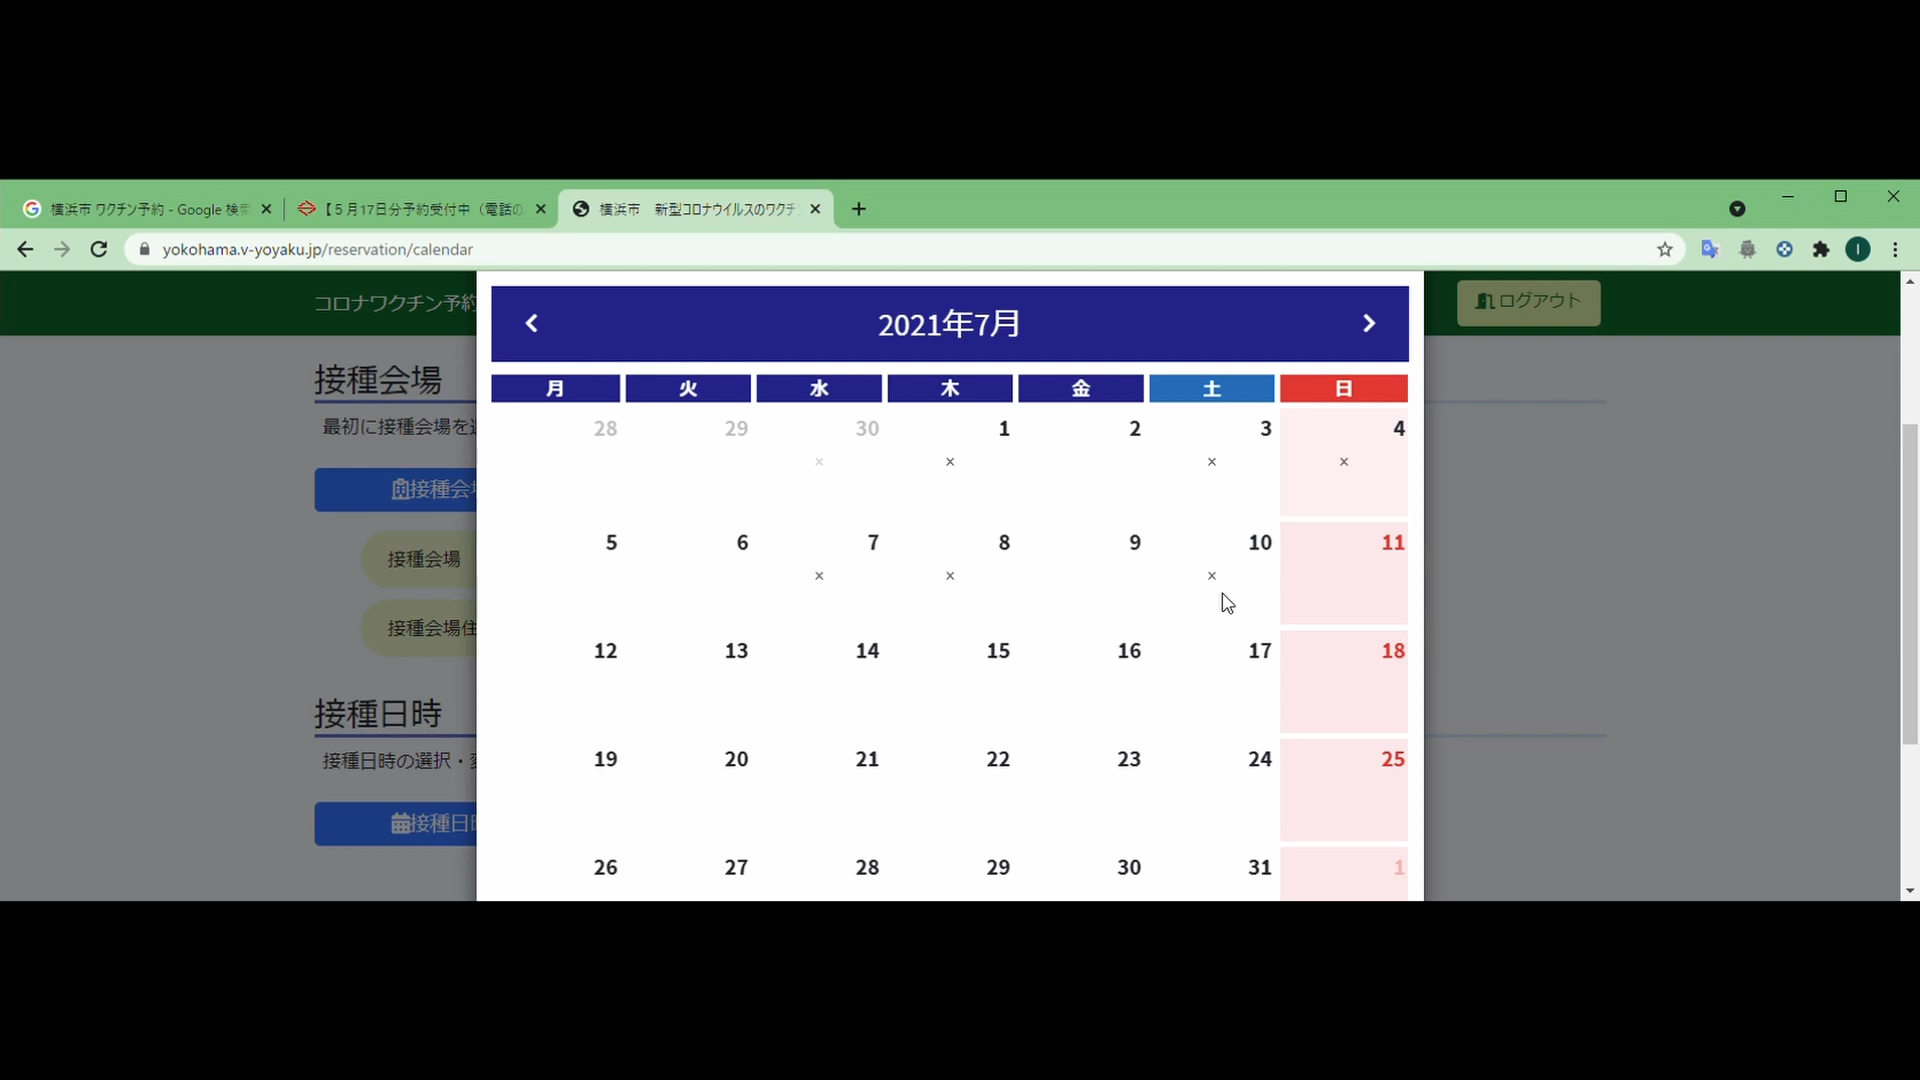 横浜市 ワクチン予約 - Google 検索
【５月17日分予約受付中（電話の
横浜市　新型コロナウイルスのワクチ
yokohama.v-yoyaku.jp/reservation/calendar
コロナワクチン予約
ログアウト
2021年7月
月 火 水 木 金 土 日
28 29 30 1 2 3 4
× × × ×
5 6 7 8 9 10 11
× × ×
12 13 14 15 16 17 18
19 20 21 22 23 24 25
26 27 28 29 30 31 1
接種会場
最初に接種会場を
接種会場
接種会場
接種会場住
接種日時
接種日時の選択・変
接種日時